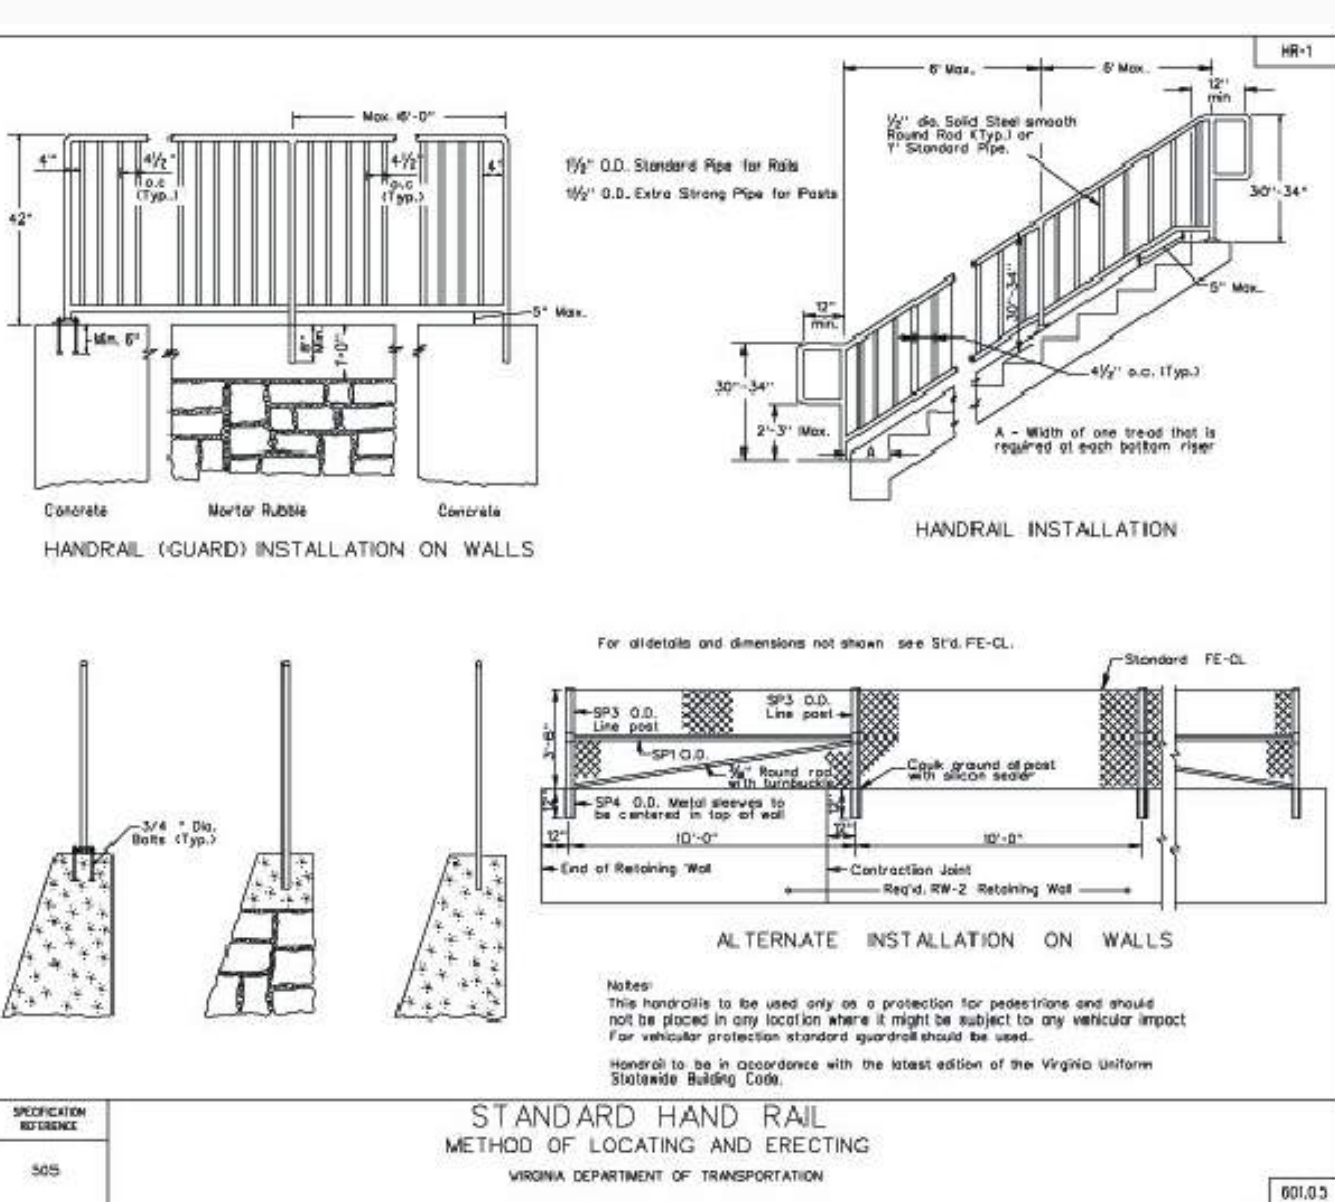 HR-1
Max. 6'-0"
4"
4½"
o.c
(Typ.)
4½"
o.c
(Typ.)
4"
42"
5" Max.
Min. 6"
8"
Min.
1'-0"
Concrete
Mortar Rubble
Concrete
HANDRAIL (GUARD) INSTALLATION ON WALLS
1½" O.D. Standard Pipe for Rails
1½" O.D. Extra Strong Pipe for Posts
6' Max.
6' Max.
12"
min
½" dia. Solid Steel smooth
Round Rod (Typ.) or
1" Standard Pipe.
30"-34"
30"-34"
5" Max.
12"
min.
30"-34"
2'-3" Max.
4½" o.c. (Typ.)
A
A - Width of one tread that is
required at each bottom riser
HANDRAIL INSTALLATION
3/4 " Dia.
Bolts (Typ.)
For all details and dimensions not shown see St'd. FE-CL.
Standard FE-CL
SP3 O.D.
Line post
SP3 O.D.
Line post
3'-6"
SP1 O.D.
Round rod
with turnbuckle
Caulk ground at post
with silicon sealer
SP4 O.D. Metal sleeves to
be centered in top of wall
12"
12"
12"
12"
10'-0"
10'-0"
End of Retaining Wall
Contraction Joint
Req'd. RW-2 Retaining Wall
ALTERNATE INSTALLATION ON WALLS
Notes:
This handrail is to be used only as a protection for pedestrians and should
not be placed in any location where it might be subject to any vehicular impact
For vehicular protection standard guardrail should be used.
Handrail to be in accordance with the latest edition of the Virginia Uniform
Statewide Building Code.
SPECIFICATION
REFERENCE
505
STANDARD HAND RAIL
METHOD OF LOCATING AND ERECTING
VIRGINIA DEPARTMENT OF TRANSPORTATION
601.05